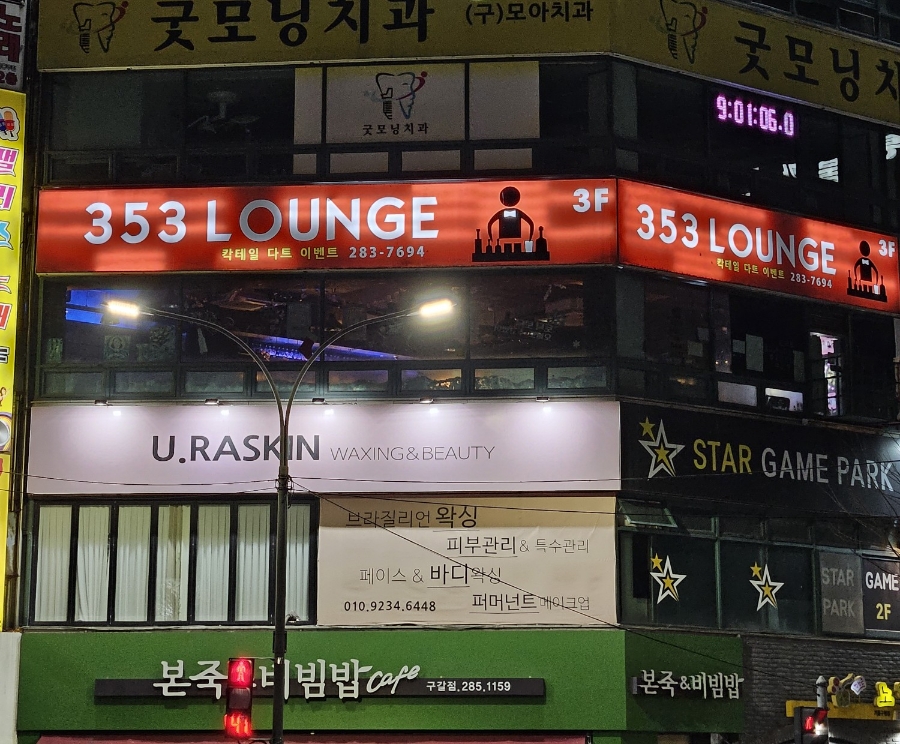 굿모닝치과
(구)모아치과
굿모닝치
굿모닝치과
9:01:06.0
353 LOUNGE
3F
칵테일 다트 이벤트 283-7694
353 LOUNGE
3F
칵테일 다트 이벤트 283-7694
U.RASKIN WAXING&BEAUTY
STAR GAME PARK
브라질리언 왁싱
피부관리 & 특수관리
페이스 & 바디왁싱
010.9234.6448
퍼머넌트메이크업
STAR
PARK
GAME
2F
본죽&비빔밥 cafe
구갈점.285.1159
본죽&비빔밥
41
노